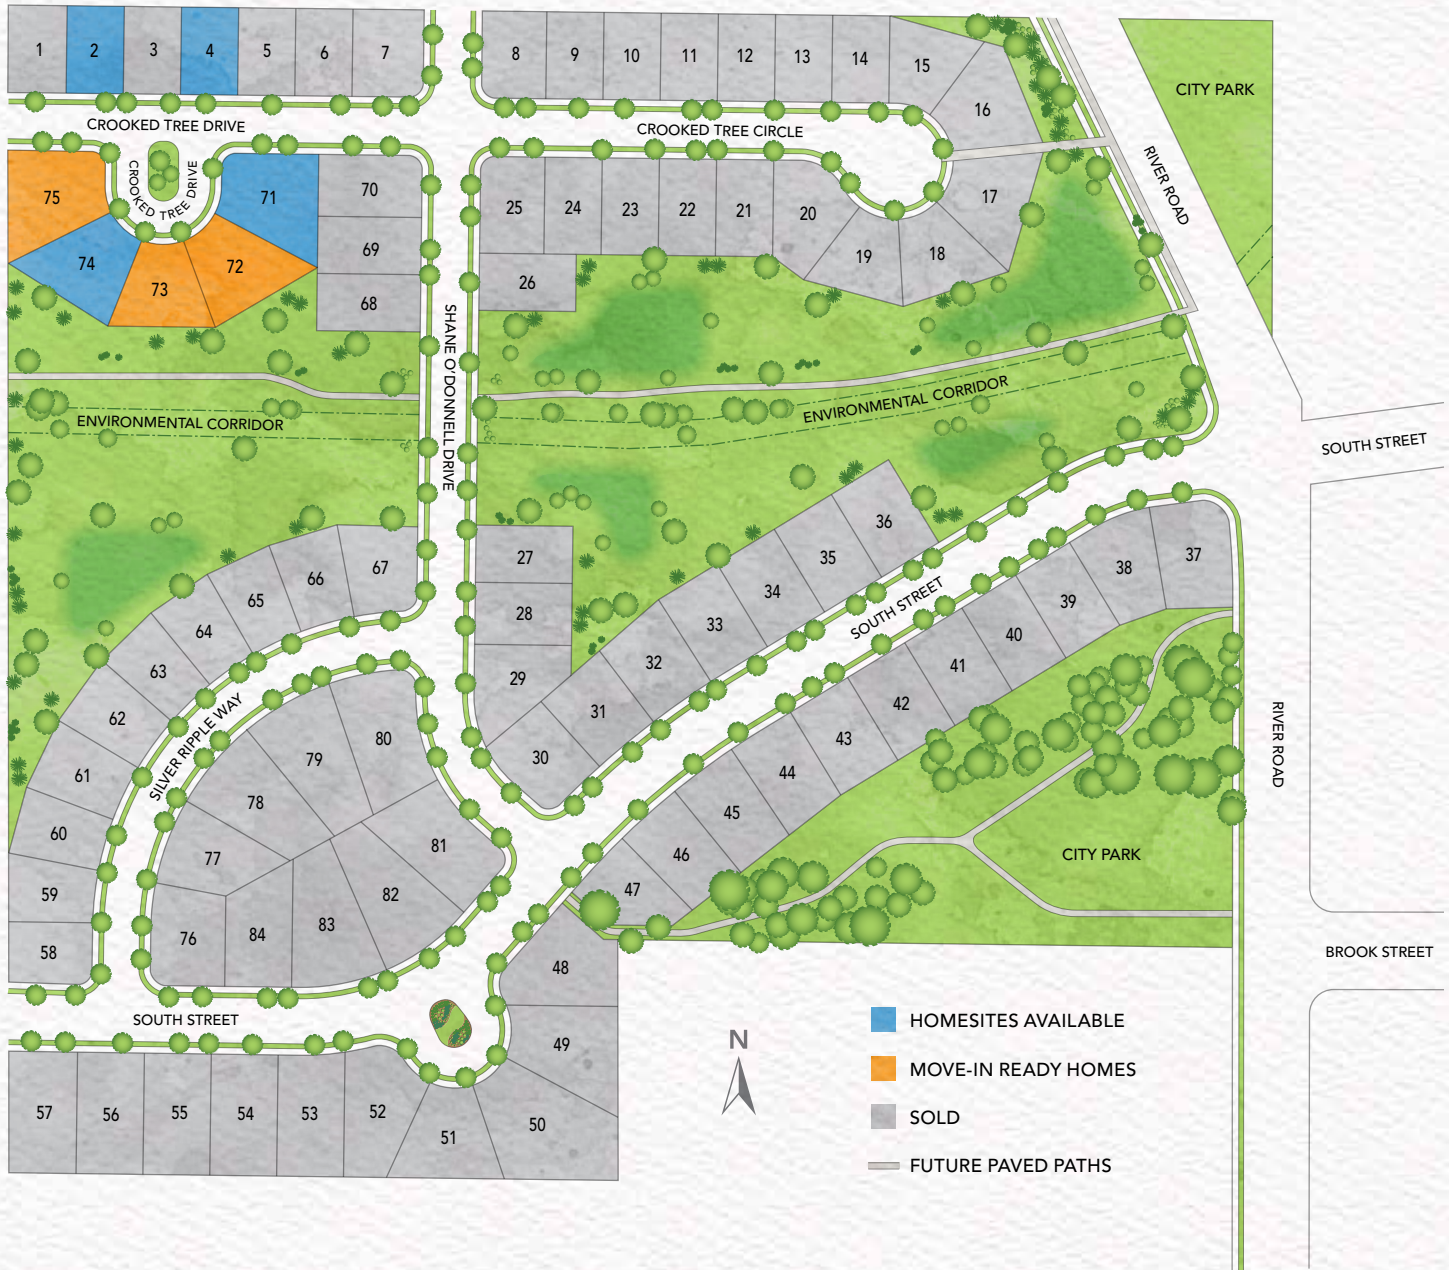 1 2 3 4 5 6 7
8 9 10 11 12 13 14 15
16
CITY PARK
CROOKED TREE DRIVE
CROOKED TREE CIRCLE
RIVER ROAD
75
CROOKED TREE DRIVE
71
70
69
68
74
73
72
25 24 23 22 21 20
19
18
17
26
SHANE O'DONNELL DRIVE
ENVIRONMENTAL CORRIDOR
ENVIRONMENTAL CORRIDOR
SOUTH STREET
67
66
65
64
63
62
61
60
59
58
27
28
29
30
31
32
33
34
35
36
SOUTH STREET
37
38
39
40
41
42
43
44
45
46
47
SILVER RIPPLE WAY
80
79
78
77
76
84
83
82
81
RIVER ROAD
CITY PARK
BROOK STREET
48
49
50
51
SOUTH STREET
57 56 55 54 53 52
N
HOMESITES AVAILABLE
MOVE-IN READY HOMES
SOLD
FUTURE PAVED PATHS